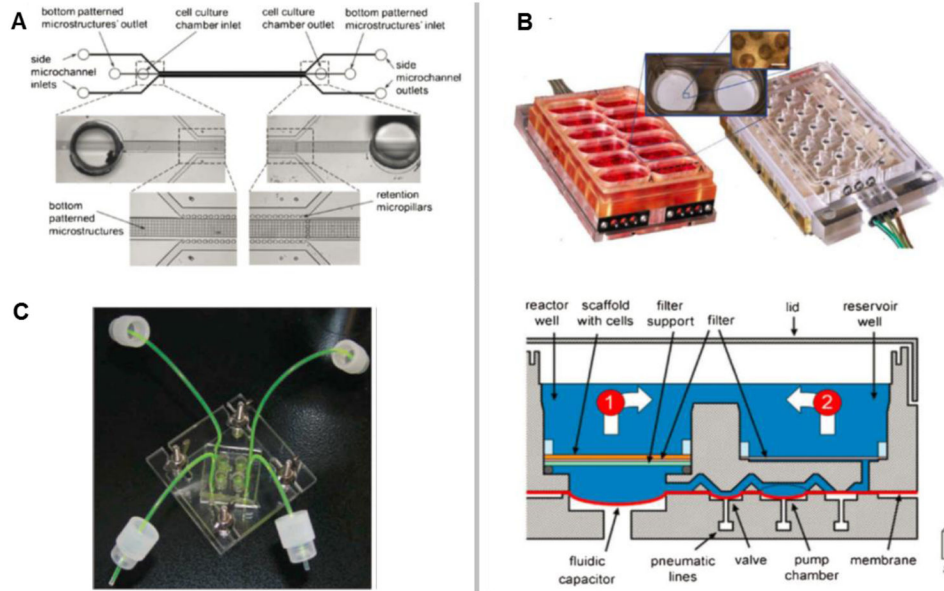 A
bottom patterned
microstructures' outlet
cell culture
chamber inlet
cell culture
chamber outlet
bottom patterned
microstructures' inlet
side
microchannel
inlets
side
microchannel
outlets
bottom
patterned
microstructures
retention
micropillars
B
C
reactor
well
scaffold
with cells
filter
support
filter
lid
reservoir
well
1
2
fluidic
capacitor
pneumatic
lines
valve
pump
chamber
membrane